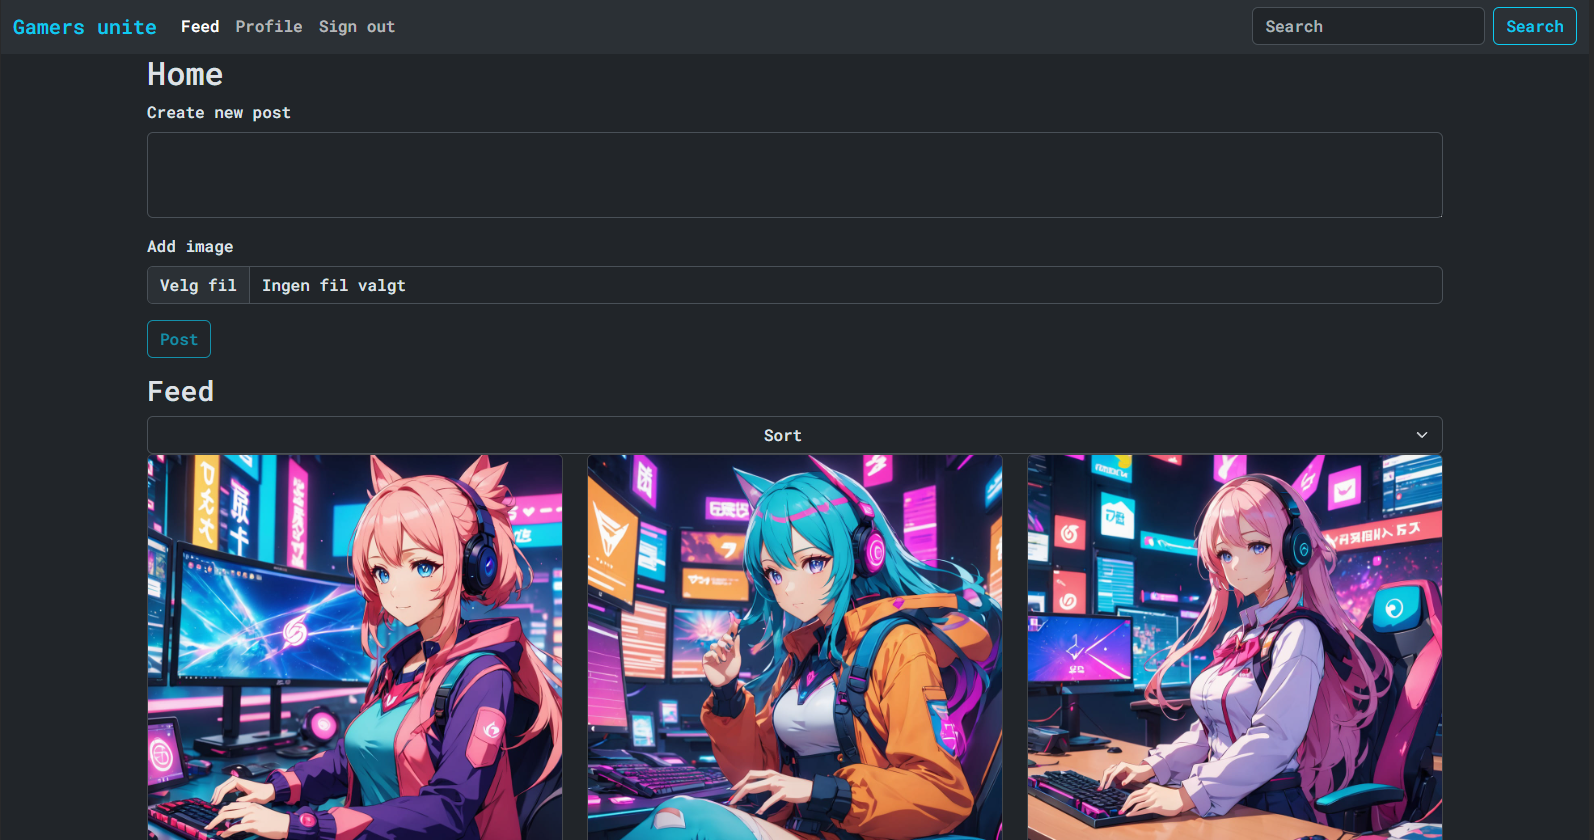 Gamers unite Feed Profile Sign out Search Search
Home
Create new post
Add image
Velg fil Ingen fil valgt
Post
Feed
Sort